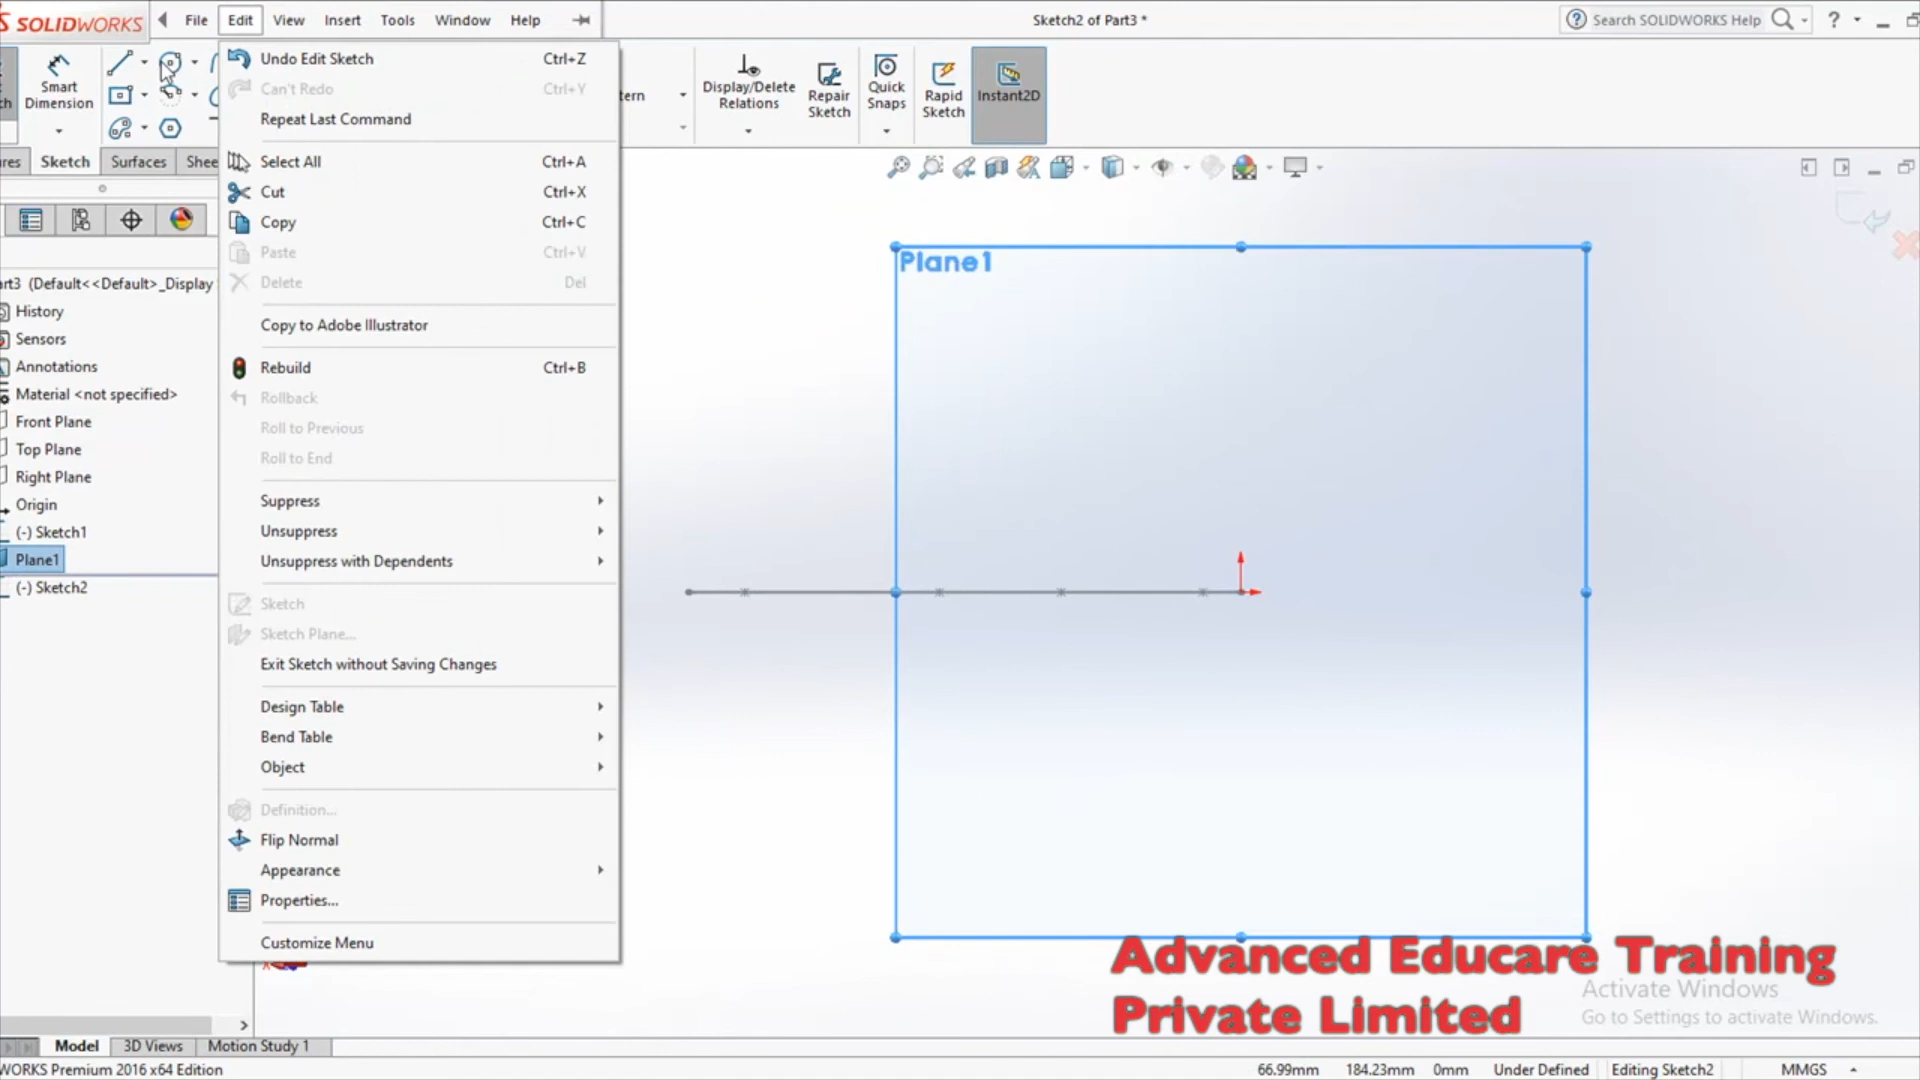 SOLIDWORKS
File Edit View Insert Tools Window Help
Sketch2 of Part3 *
Search SOLIDWORKS Help
?
Smart
Dimension
Display/Delete
Relations
Repair
Sketch
Quick
Snaps
Rapid
Sketch
Instant2D
Sketch
Surfaces
Undo Edit Sketch Ctrl+Z
Can't Redo Ctrl+Y
Repeat Last Command
Select All Ctrl+A
Cut Ctrl+X
Copy Ctrl+C
Paste Ctrl+V
Delete Del
Copy to Adobe Illustrator
Rebuild Ctrl+B
Rollback
Roll to Previous
Roll to End
Suppress
Unsuppress
Unsuppress with Dependents
Sketch
Sketch Plane...
Exit Sketch without Saving Changes
Design Table
Bend Table
Object
Definition...
Flip Normal
Appearance
Properties...
Customize Menu
art3 (Default<<Default>_Display
History
Sensors
Annotations
Material <not specified>
Front Plane
Top Plane
Right Plane
Origin
(-) Sketch1
Plane1
(-) Sketch2
Plane1
Advanced Educare Training
Private Limited
Activate Windows
Go to Settings to activate Windows.
Model 3D Views Motion Study 1
WORKS Premium 2016 x64 Edition
66.99mm 184.23mm 0mm Under Defined Editing Sketch2 MMGS